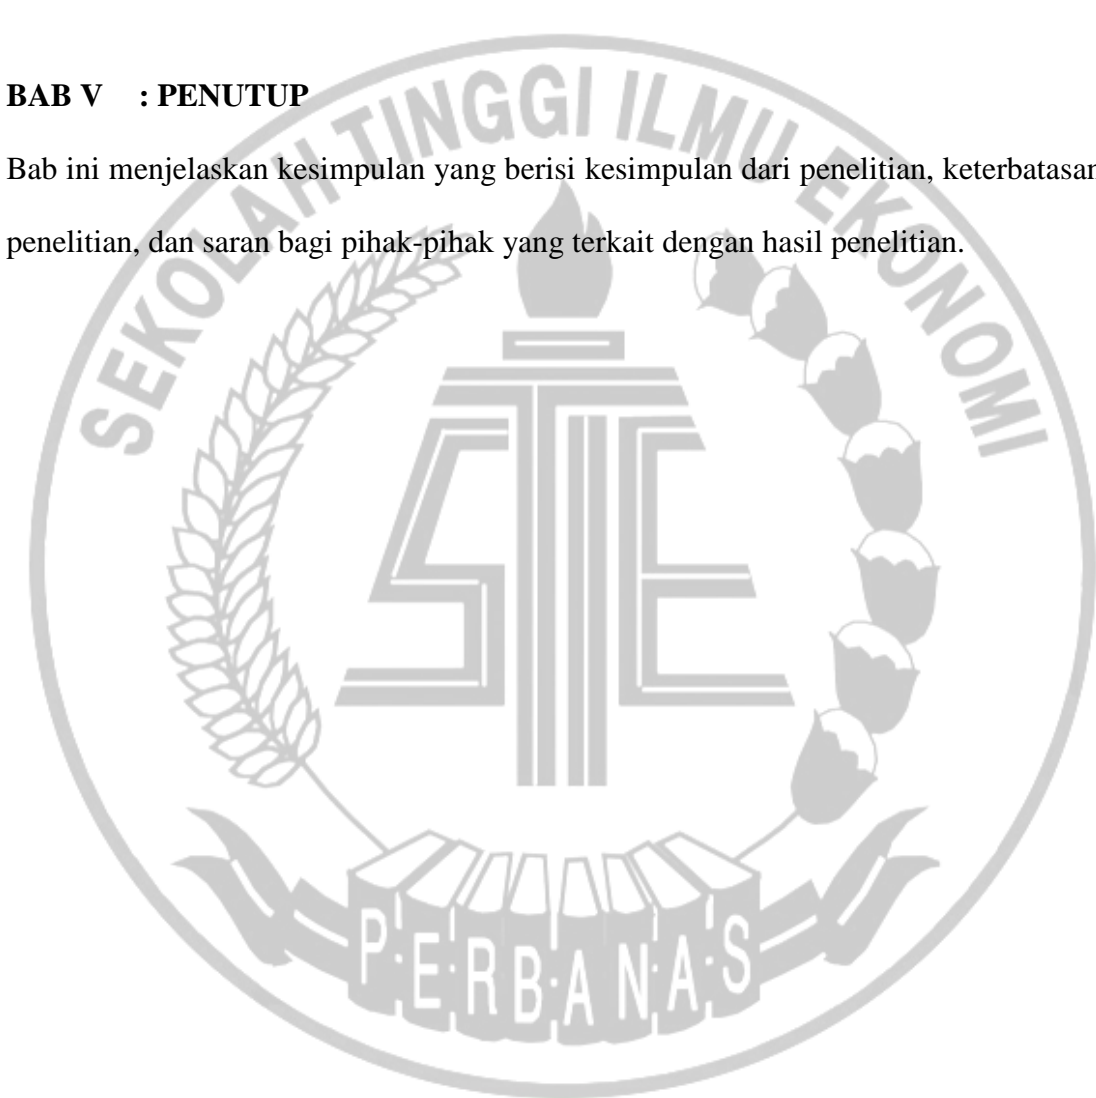 BAB V : PENUTUP
Bab ini menjelaskan kesimpulan yang berisi kesimpulan dari penelitian, keterbatasan
penelitian, dan saran bagi pihak-pihak yang terkait dengan hasil penelitian.
SEKOLAH TINGGI ILMU EKONOMI
STIE
P·E·R·B·A·N·A·S